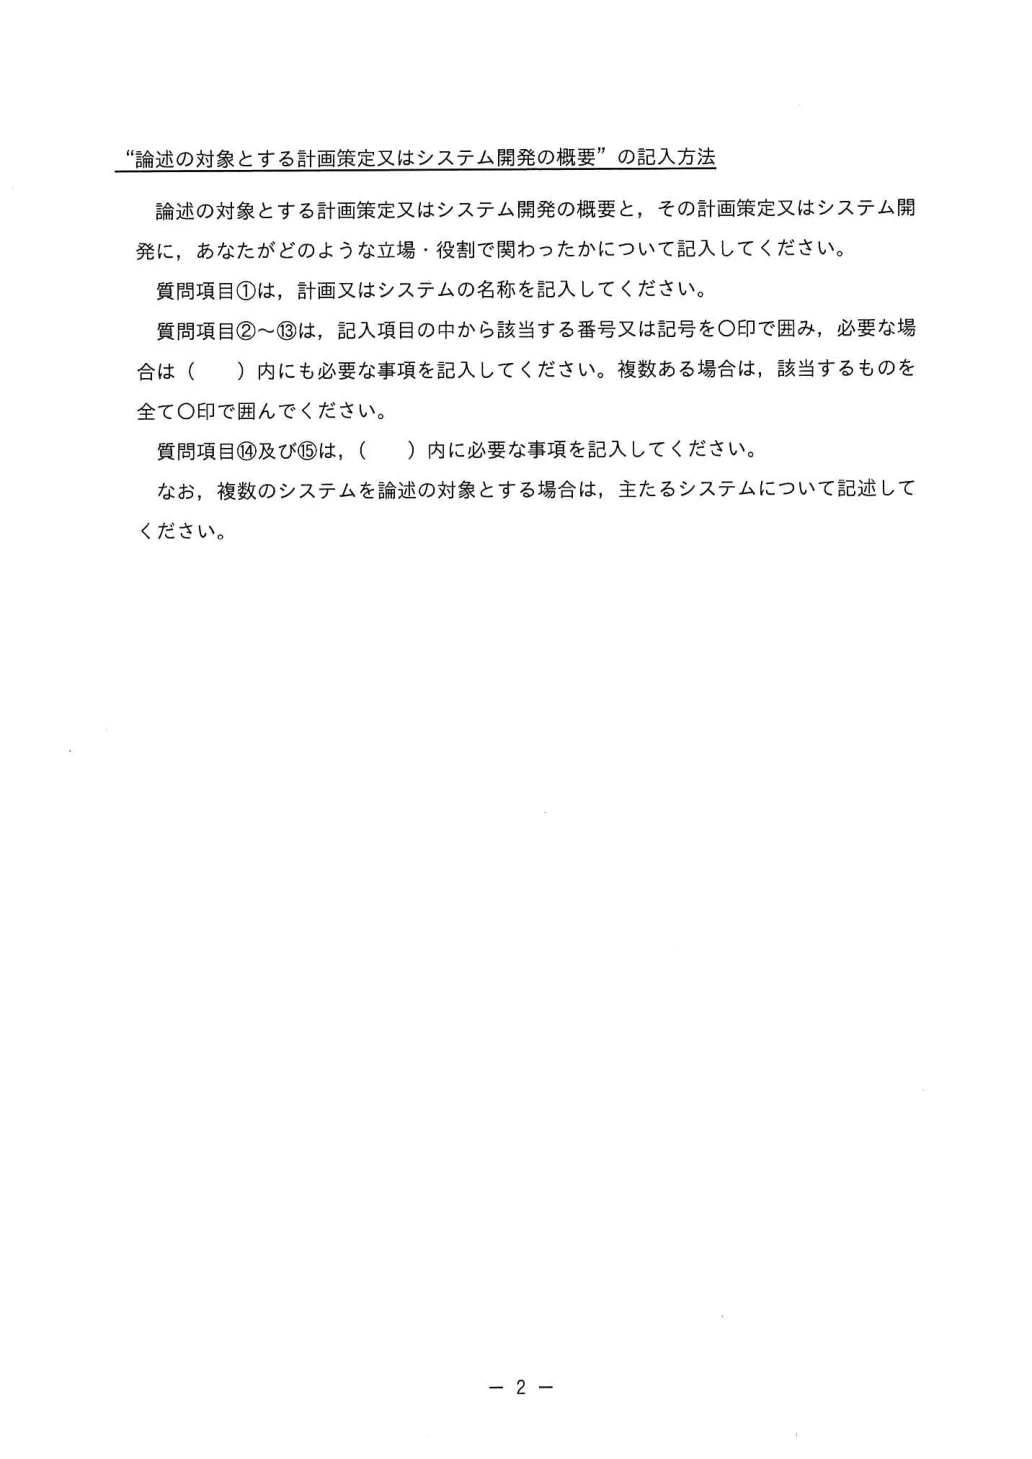 “論述の対象とする計画策定又はシステム開発の概要”の記入方法
論述の対象とする計画策定又はシステム開発の概要と，その計画策定又はシステム開
発に，あなたがどのような立場・役割で関わったかについて記入してください。
質問項目①は，計画又はシステムの名称を記入してください。
質問項目②～⑬は，記入項目の中から該当する番号又は記号を〇印で囲み，必要な場
合は（　　）内にも必要な事項を記入してください。複数ある場合は，該当するものを
全て〇印で囲んでください。
質問項目⑭及び⑮は，（　　）内に必要な事項を記入してください。
なお，複数のシステムを論述の対象とする場合は，主たるシステムについて記述して
ください。
－ 2 －